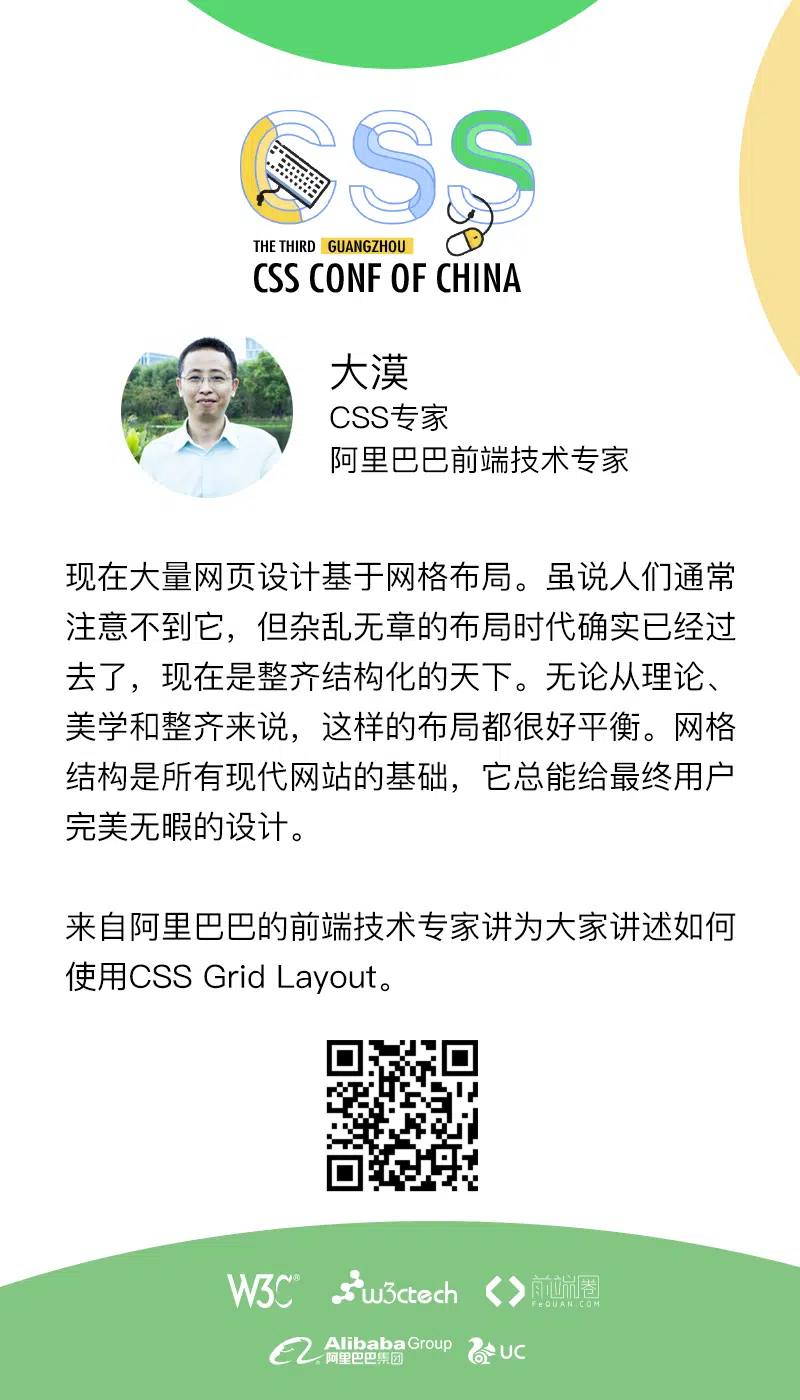 CSS
THE THIRD GUANGZHOU
CSS CONF OF CHINA
大漠
CSS专家
阿里巴巴前端技术专家
现在大量网页设计基于网格布局。虽说人们通常
注意不到它，但杂乱无章的布局时代确实已经过
去了，现在是整齐结构化的天下。无论从理论、
美学和整齐来说，这样的布局都很好平衡。网格
结构是所有现代网站的基础，它总能给最终用户
完美无暇的设计。
来自阿里巴巴的前端技术专家讲为大家讲述如何
使用CSS Grid Layout。
W3C® w3ctech 前端圈
FeQUAN.COM
Alibaba Group UC
阿里巴巴集团